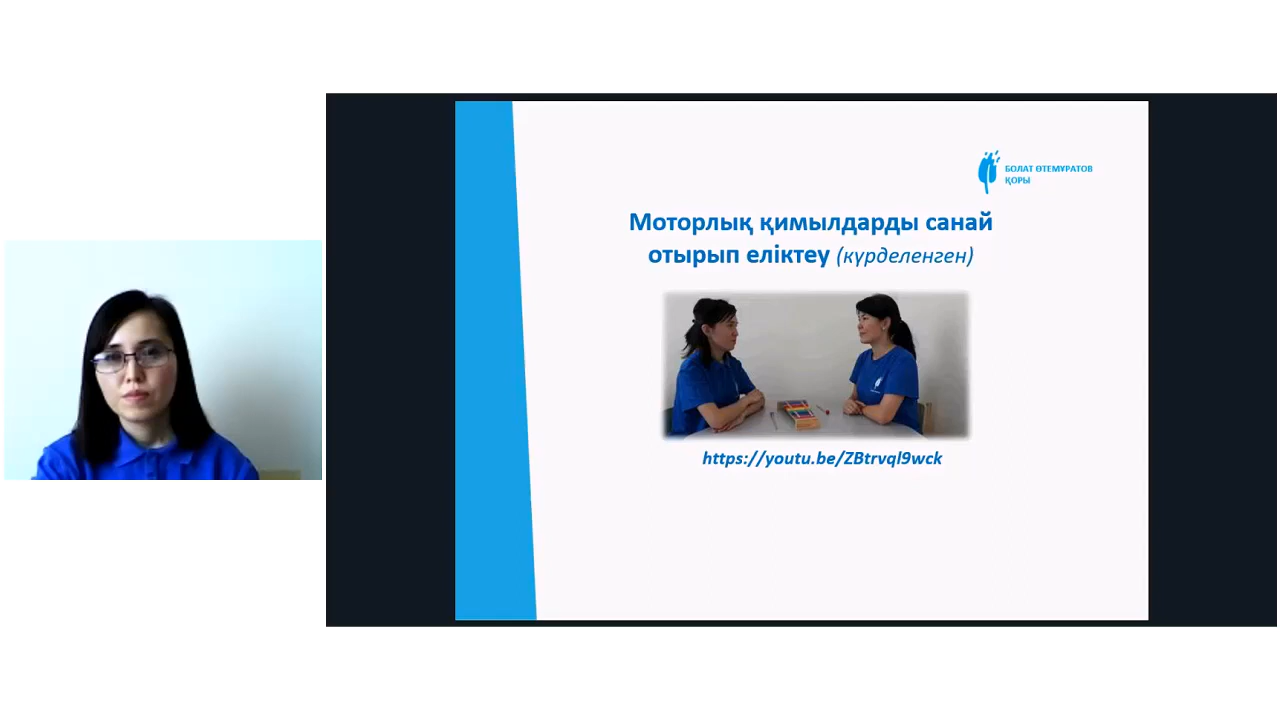 БОЛАТ ӨТЕМҰРАТОВ
ҚОРЫ
Моторлық қимылдарды санай
отырып еліктеу (күрделенген)
https://youtu.be/ZBtrvql9wck